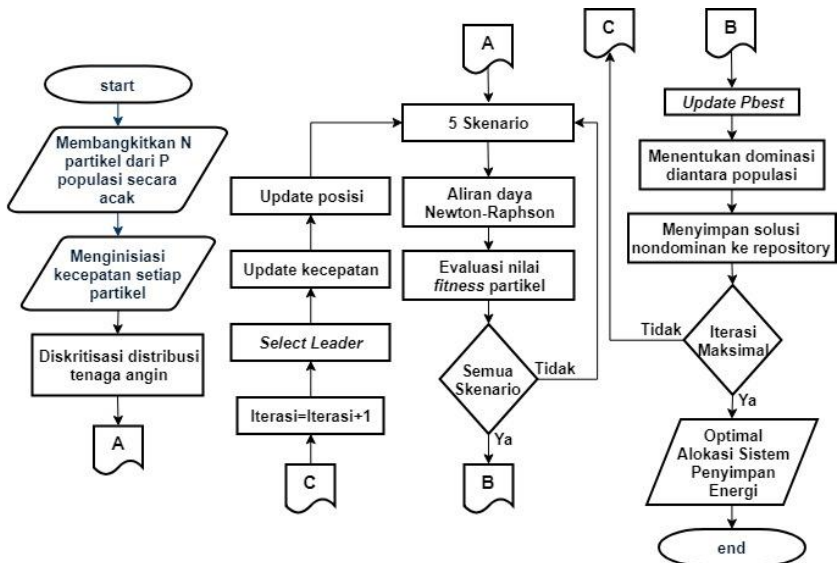 start
Membangkitkan N
partikel dari P
populasi secara
acak
Menginisiasi
kecepatan setiap
partikel
Diskritisasi distribusi
tenaga angin
A
Update posisi
Update kecepatan
Select Leader
Iterasi=Iterasi+1
C
A
5 Skenario
Aliran daya
Newton-Raphson
Evaluasi nilai
fitness partikel
Semua
Skenario
Tidak
Ya
B
C
B
Update Pbest
Menentukan dominasi
diantara populasi
Menyimpan solusi
nondominan ke repository
Tidak
Iterasi
Maksimal
Ya
Optimal
Alokasi Sistem
Penyimpan
Energi
end